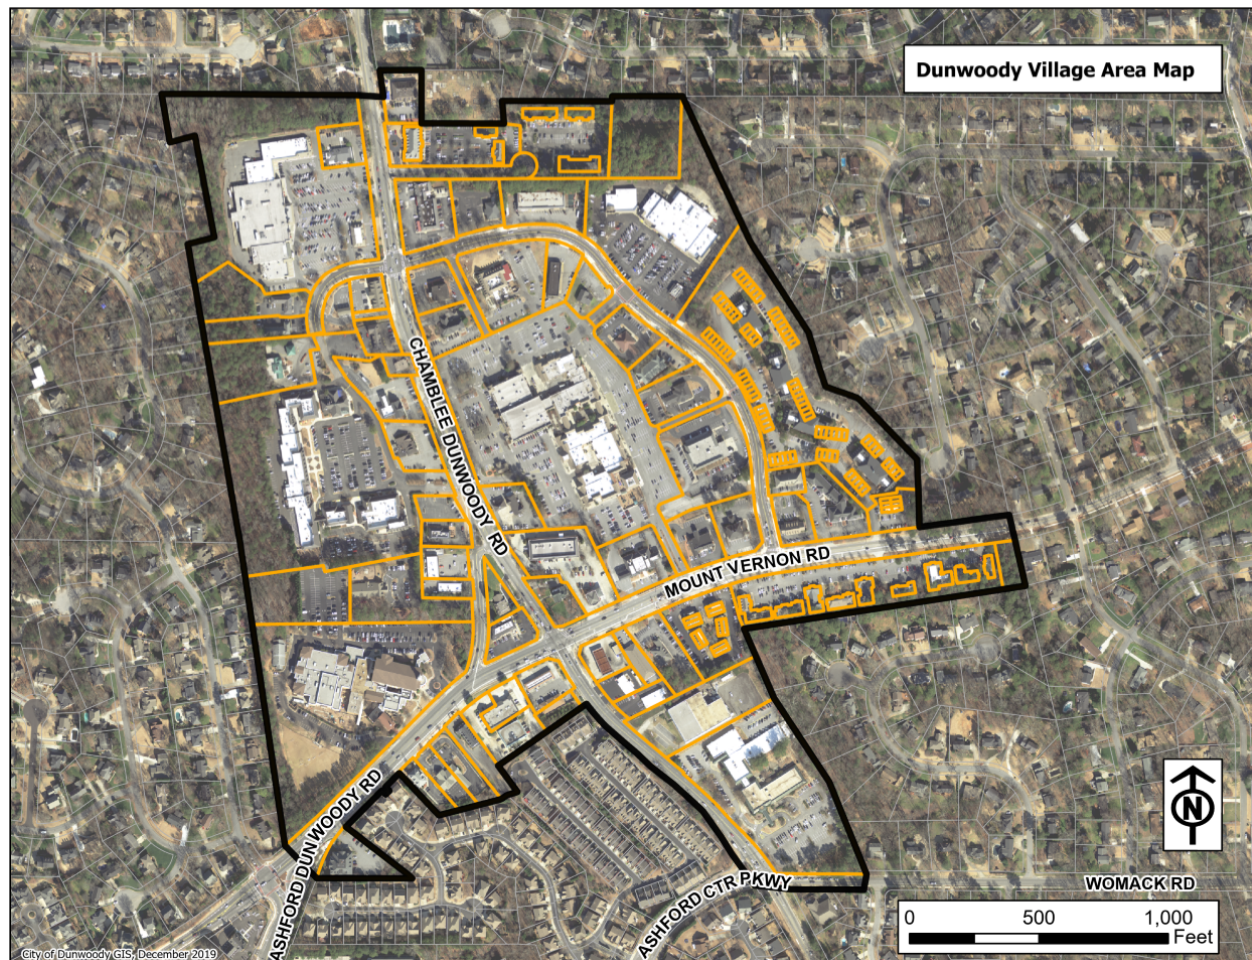 Dunwoody Village Area Map
CHAMBLEE DUNWOODY RD
MOUNT VERNON RD
ASHFORD DUNWOODY RD
ASHFORD CTR PKWY
WOMACK RD
N
0 500 1,000
Feet
City of Dunwoody GIS, December 2019